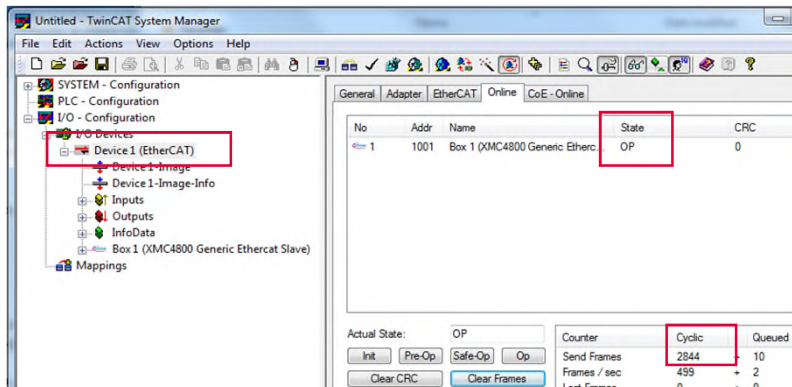 Untitled - TwinCAT System Manager
File Edit Actions View Options Help
SYSTEM - Configuration
PLC - Configuration
I/O - Configuration
I/O Devices
Device 1 (EtherCAT)
Device 1-Image
Device 1-Image-Info
Inputs
Outputs
InfoData
Box 1 (XMC4800 Generic Ethercat Slave)
Mappings
General Adapter EtherCAT Online CoE - Online
No Addr Name State CRC
1 1001 Box 1 (XMC4800 Generic Etherc... OP 0
Actual State: OP
Init Pre-Op Safe-Op Op
Clear CRC Clear Frames
Counter Cyclic Queued
Send Frames 2844 + 10
Frames / sec 499 + 2
Lost Frames 0 + 0